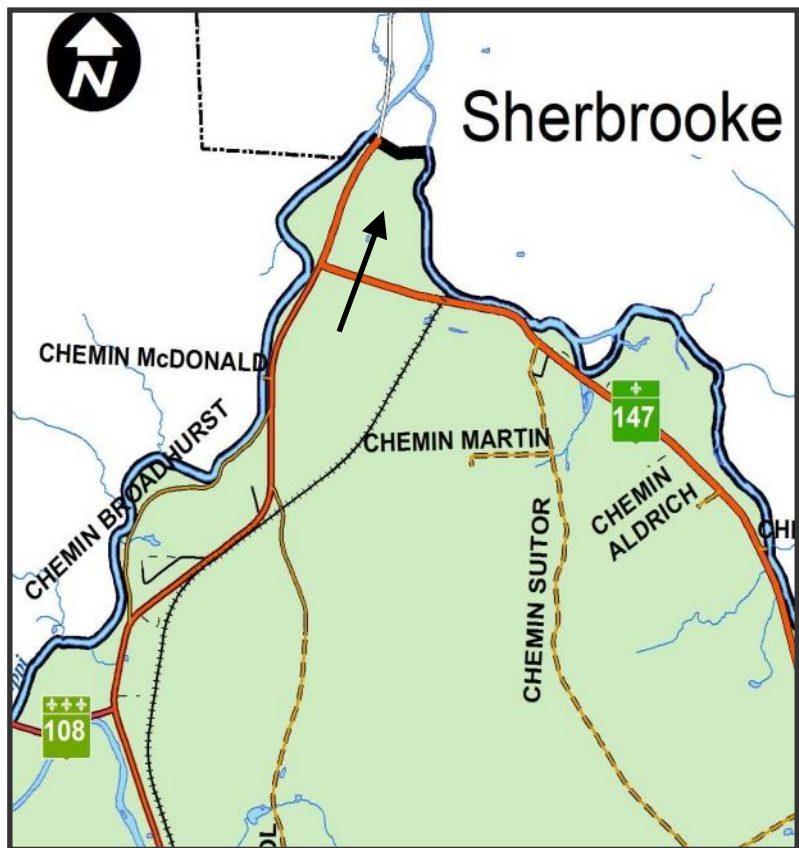 N
Sherbrooke
CHEMIN McDONALD
CHEMIN BROADHURST
CHEMIN MARTIN
147
CHEMIN
ALDRICH
CHEMIN SUITOR
108